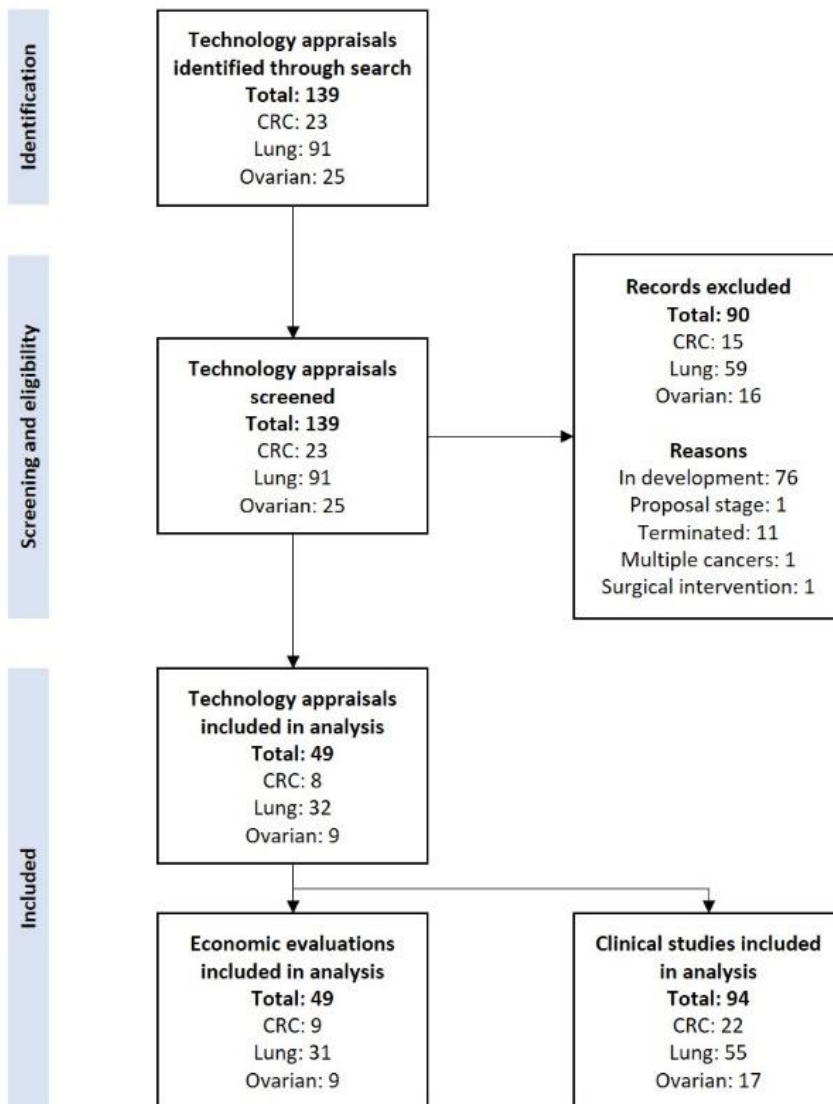 Identification
Technology appraisals
identified through search
Total: 139
CRC: 23
Lung: 91
Ovarian: 25
Screening and eligibility
Technology appraisals
screened
Total: 139
CRC: 23
Lung: 91
Ovarian: 25
Records excluded
Total: 90
CRC: 15
Lung: 59
Ovarian: 16
Reasons
In development: 76
Proposal stage: 1
Terminated: 11
Multiple cancers: 1
Surgical intervention: 1
Included
Technology appraisals
included in analysis
Total: 49
CRC: 8
Lung: 32
Ovarian: 9
Economic evaluations
included in analysis
Total: 49
CRC: 9
Lung: 31
Ovarian: 9
Clinical studies included
in analysis
Total: 94
CRC: 22
Lung: 55
Ovarian: 17